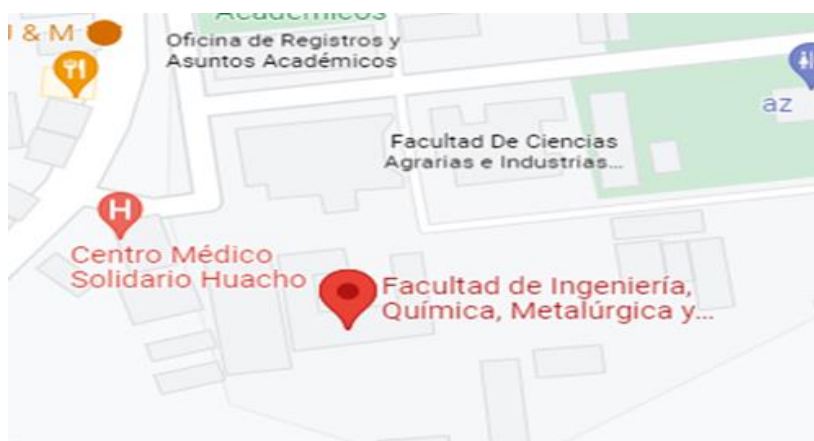 Académicos
J & M
Oficina de Registros y
Asuntos Académicos
az
Facultad De Ciencias
Agrarias e Industrias...
H
Centro Médico
Solidario Huacho
Facultad de Ingeniería,
Química, Metalúrgica y...